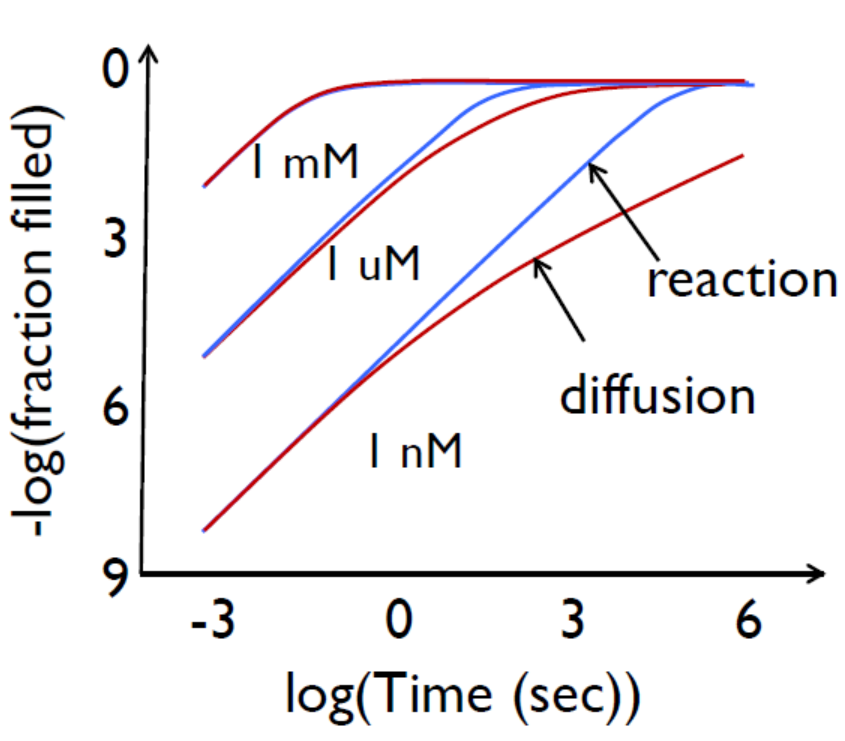 -log(fraction filled)
0
3
6
9
1 mM
1 uM
1 nM
reaction
diffusion
-3 0 3 6
log(Time (sec))